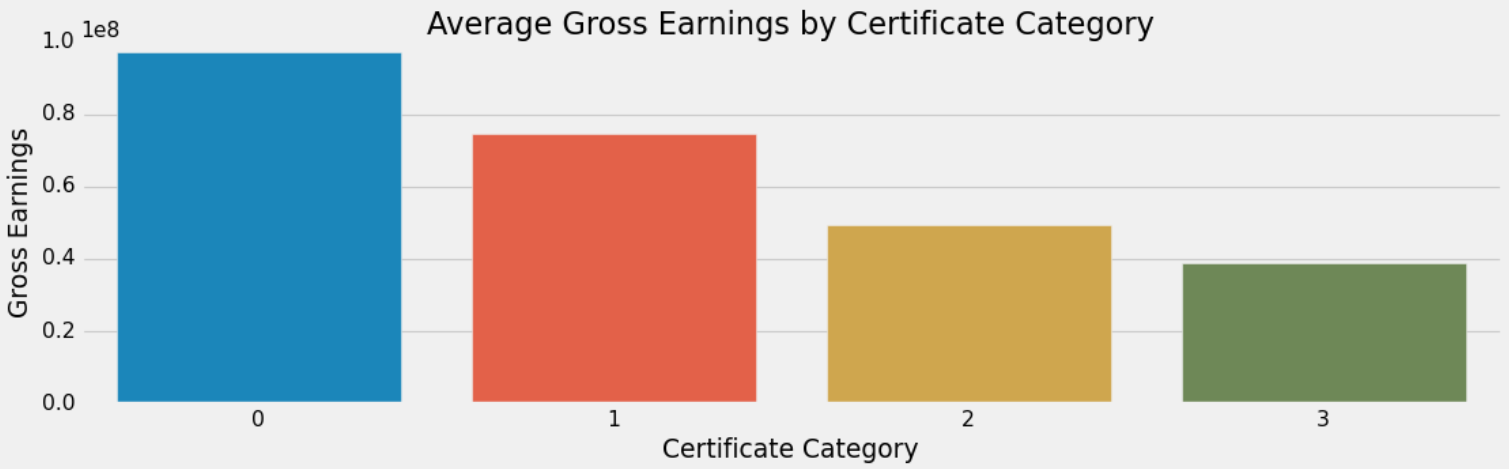 Average Gross Earnings by Certificate Category
1e8
Gross Earnings
1.0
0.8
0.6
0.4
0.2
0.0
0 1 2 3
Certificate Category